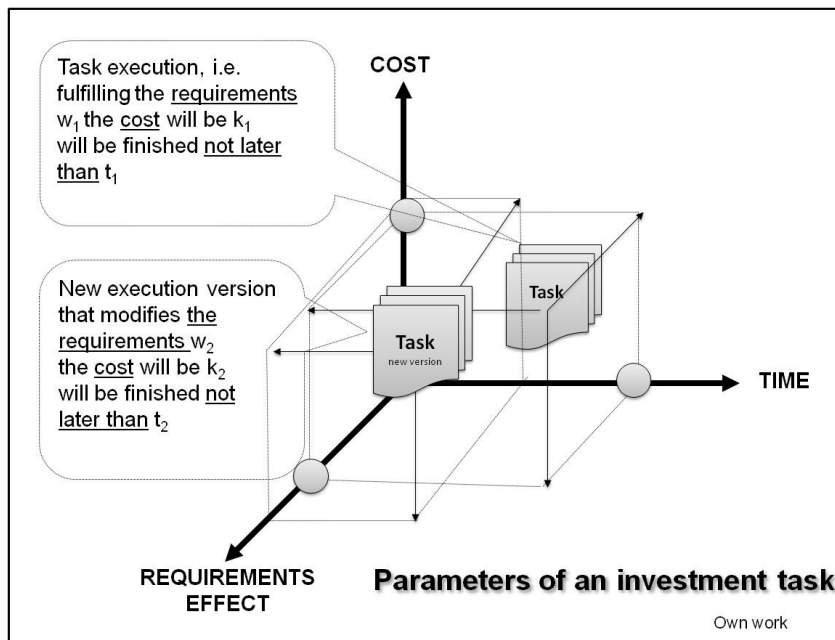 Task execution, i.e.
fulfilling the requirements
w₁ the cost will be k₁
will be finished not later
than t₁
COST
New execution version
that modifies the
requirements w₂
the cost will be k₂
will be finished not
later than t₂
Task
Task
new version
TIME
REQUIREMENTS
EFFECT
Parameters of an investment task
Own work